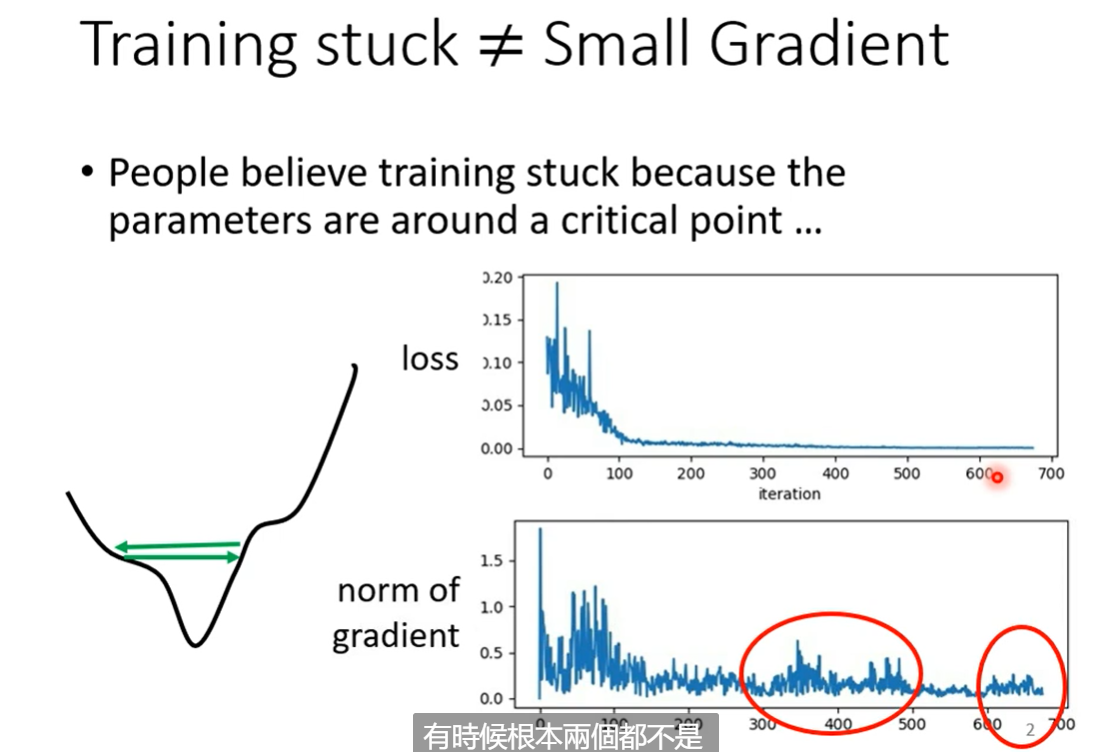 Training stuck ≠ Small Gradient
• People believe training stuck because the
parameters are around a critical point ...
loss
0.20
0.15
0.10
0.05
0.00
0 100 200 300 400 500 600 700
iteration
norm of
gradient
1.5
1.0
0.5
0.0
0 100 200 300 400 500 600 700
2
有時候根本兩個都不是